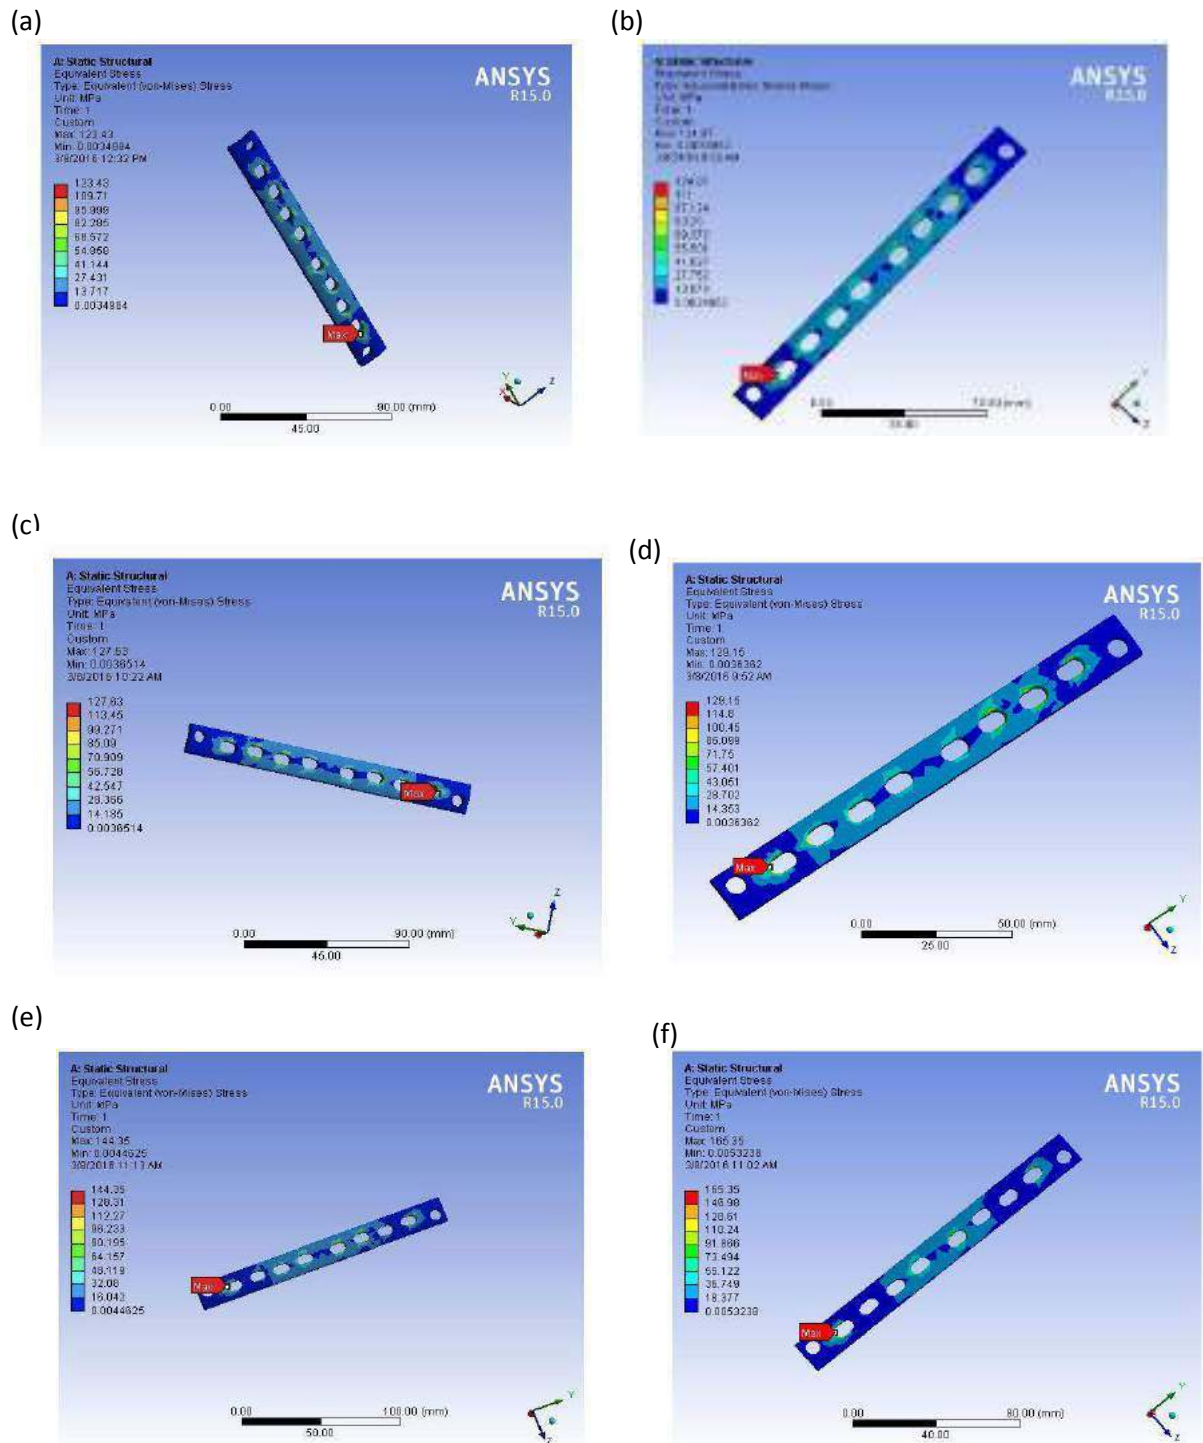 (a)
A: Static Structural
Equivalent Stress
Type: Equivalent (von-Mises) Stress
Unit: MPa
Time: 1
Custom
Max: 123.43
Min: 0.0034984
3/8/2016 12:32 PM
ANSYS
R15.0
123.43
109.71
95.999
82.285
68.572
54.858
41.144
27.431
13.717
0.0034984
Max
0.00
90.00 (mm)
45.00
Y
X
Z
(b)
ANSYS
R15.0
Y
Z
(c)
A: Static Structural
Equivalent Stress
Type: Equivalent (von-Mises) Stress
Unit: MPa
Time: 1
Custom
Max: 127.63
Min: 0.0036514
3/8/2016 10:22 AM
ANSYS
R15.0
127.63
113.45
99.271
85.09
70.909
56.728
42.547
28.366
14.185
0.0036514
Max
0.00
90.00 (mm)
45.00
Z
Y
(d)
A: Static Structural
Equivalent Stress
Type: Equivalent (von-Mises) Stress
Unit: MPa
Time: 1
Custom
Max: 129.15
Min: 0.0036362
3/8/2016 9:52 AM
ANSYS
R15.0
129.15
114.8
100.45
86.099
71.75
57.401
43.051
28.702
14.353
0.0036362
Max
0.00
50.00 (mm)
25.00
Y
Z
(e)
A: Static Structural
Equivalent Stress
Type: Equivalent (von-Mises) Stress
Unit: MPa
Time: 1
Custom
Max: 144.35
Min: 0.0044625
3/8/2016 11:13 AM
ANSYS
R15.0
144.35
128.31
112.27
96.233
80.195
64.157
48.119
32.08
16.042
0.0044625
Max
0.00
100.00 (mm)
50.00
Y
Z
(f)
A: Static Structural
Equivalent Stress
Type: Equivalent (von-Mises) Stress
Unit: MPa
Time: 1
Custom
Max: 165.35
Min: 0.0053238
3/8/2016 11:02 AM
ANSYS
R15.0
165.35
146.98
128.61
110.24
91.866
73.494
55.122
36.749
18.377
0.0053238
Max
0.00
80.00 (mm)
40.00
Y
Z